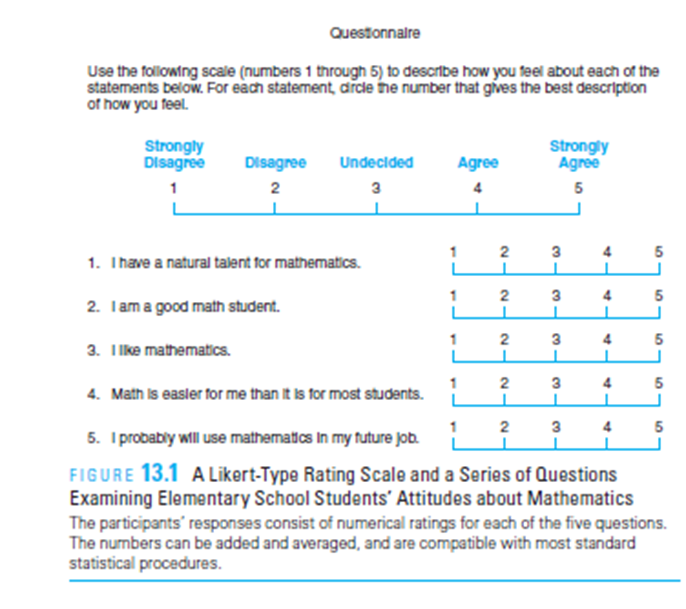 Questionnaire
Use the following scale (numbers 1 through 5) to describe how you feel about each of the
statements below. For each statement, circle the number that gives the best description
of how you feel.
Strongly Disagree Disagree Undecided Agree Strongly Agree
1 2 3 4 5
1. I have a natural talent for mathematics. 1 2 3 4 5
2. I am a good math student. 1 2 3 4 5
3. I like mathematics. 1 2 3 4 5
4. Math is easier for me than it is for most students. 1 2 3 4 5
5. I probably will use mathematics in my future job. 1 2 3 4 5
FIGURE 13.1 A Likert-Type Rating Scale and a Series of Questions
Examining Elementary School Students' Attitudes about Mathematics
The participants' responses consist of numerical ratings for each of the five questions.
The numbers can be added and averaged, and are compatible with most standard
statistical procedures.